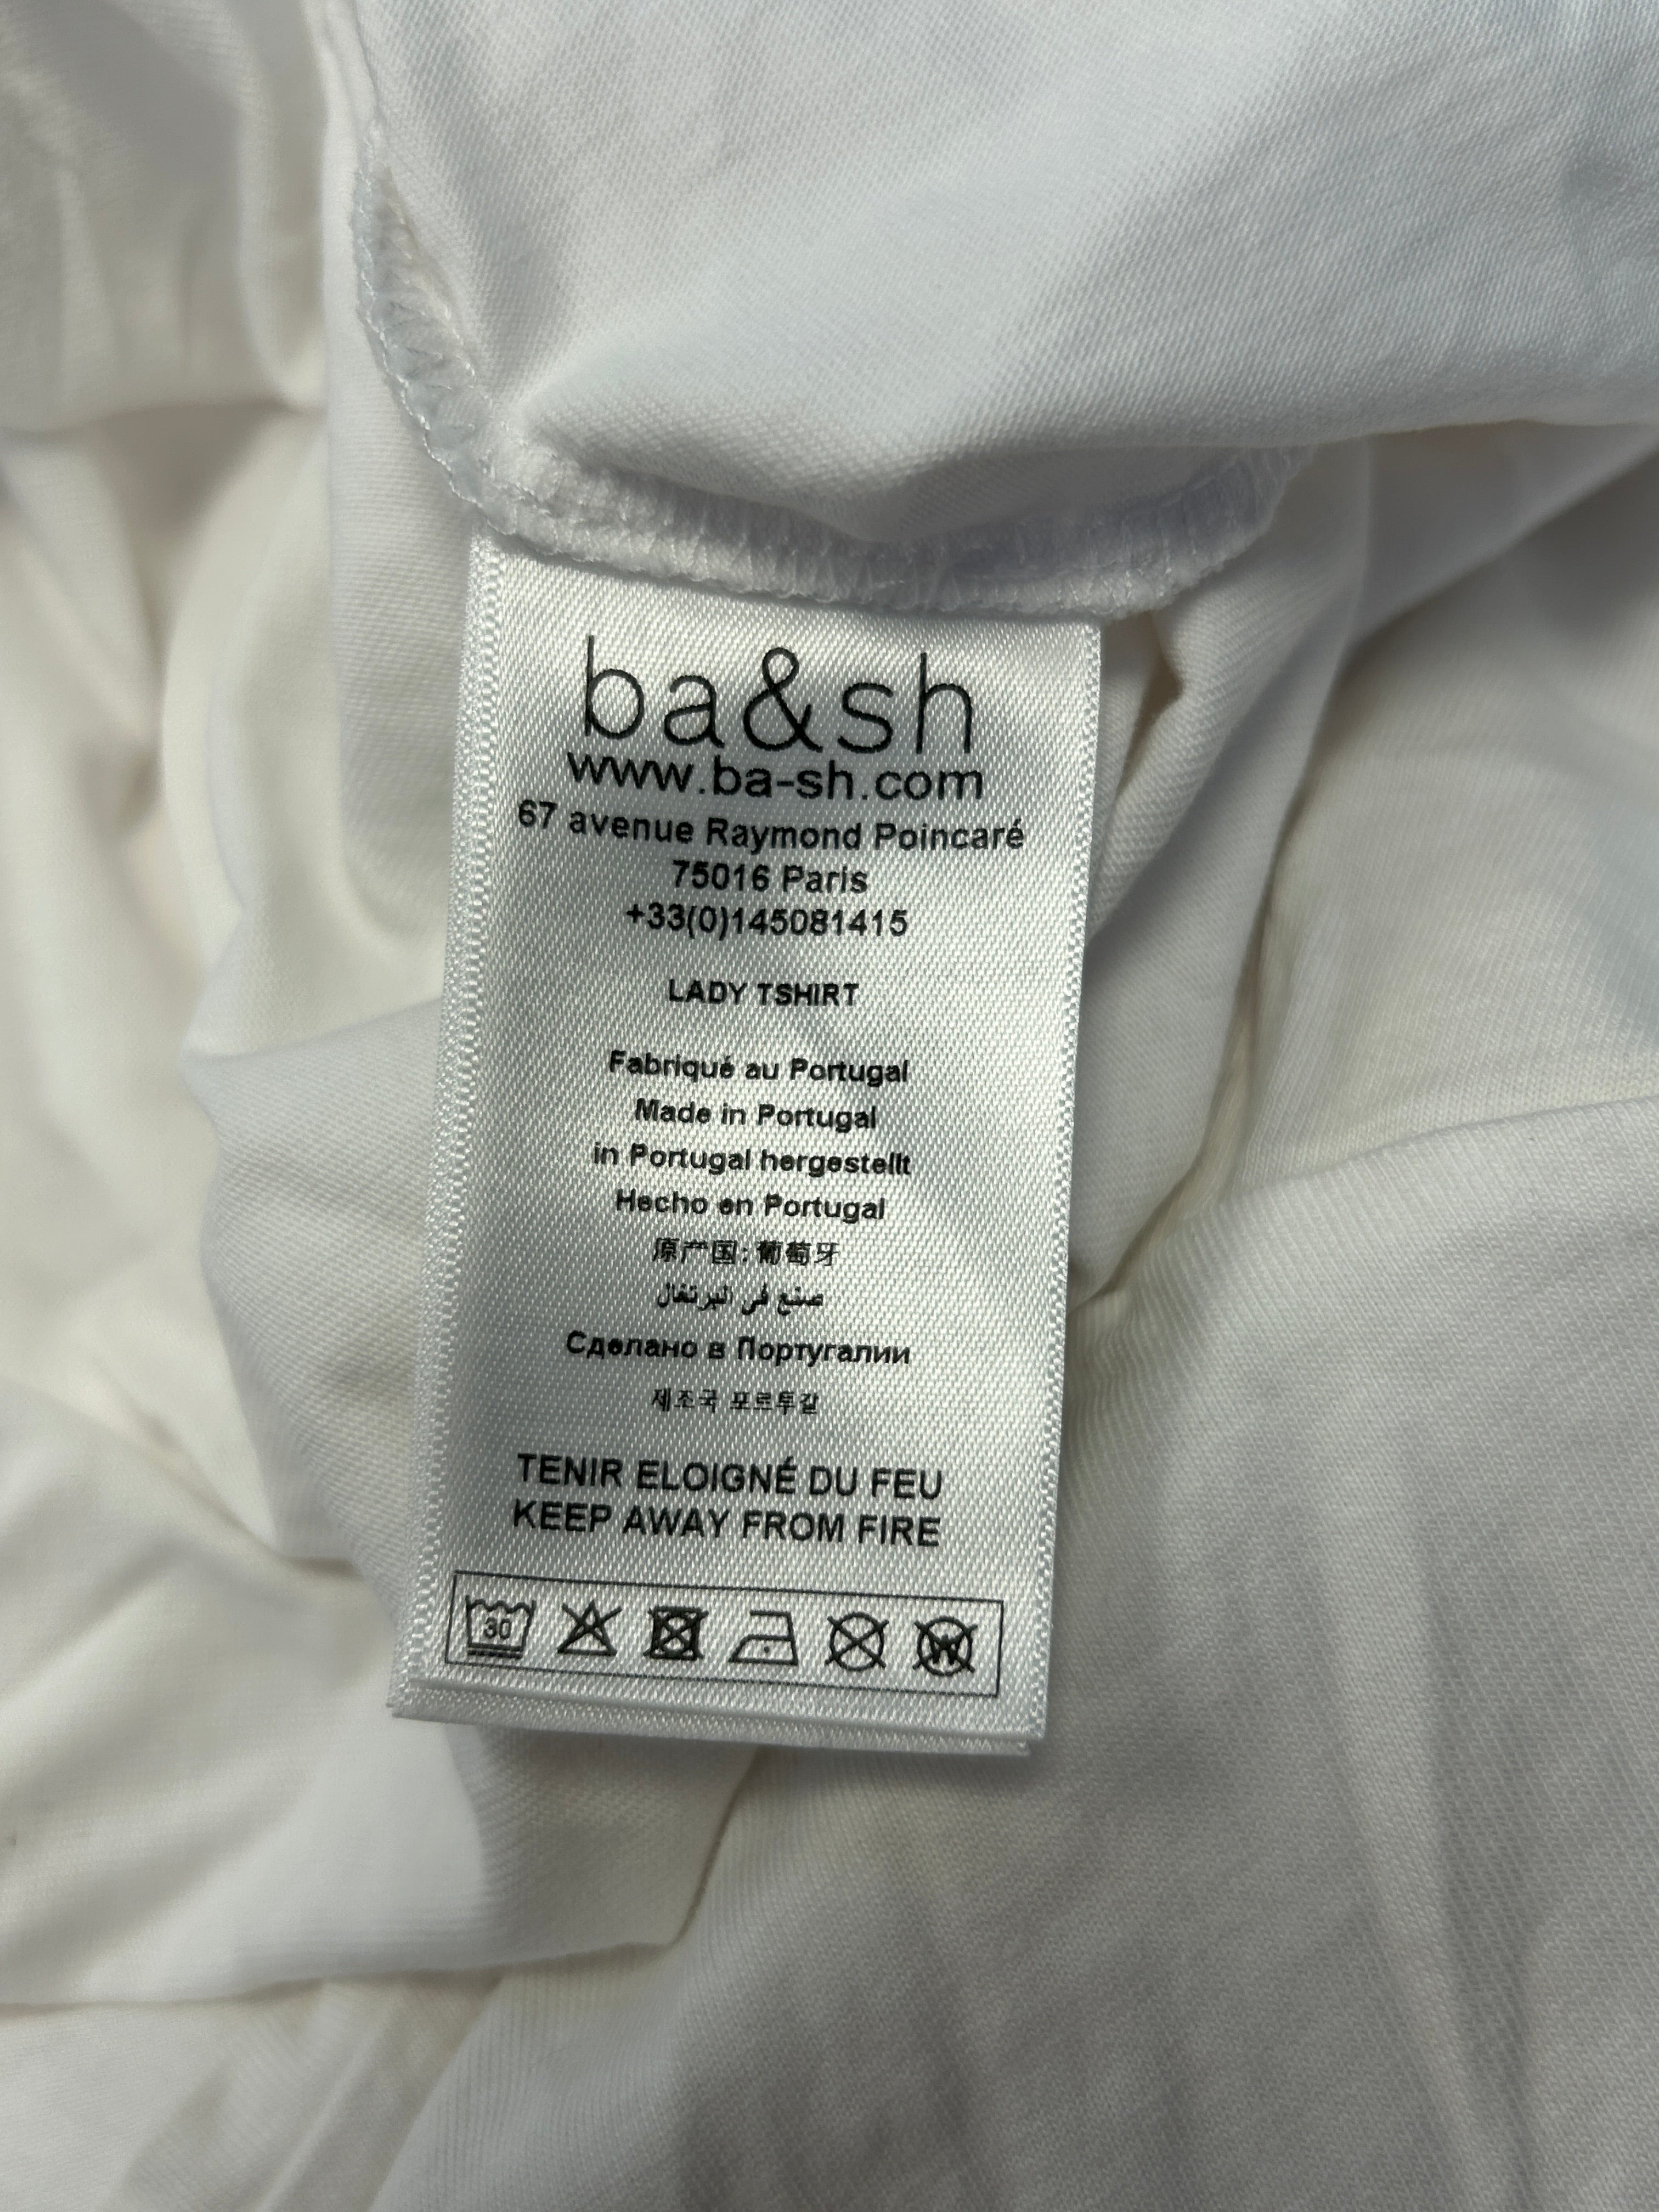 ba&sh
www.ba-sh.com
67 avenue Raymond Poincaré
75016 Paris
+33(0)145081415
LADY TSHIRT
Fabriqué au Portugal
Made in Portugal
in Portugal hergestellt
Hecho en Portugal
原产国:葡萄牙
صنع في البرتغال
Сделано в Португалии
제조국 포르투갈
TENIR ELOIGNÉ DU FEU
KEEP AWAY FROM FIRE
30 W